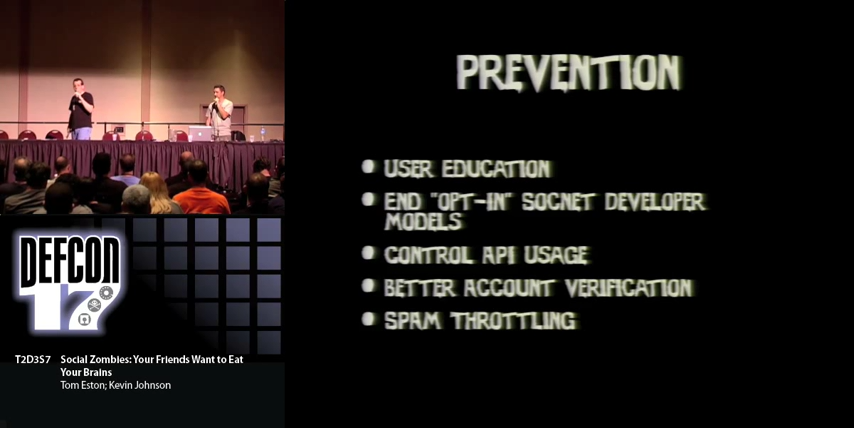 PREVENTION
• USER EDUCATION
• END "OPT-IN" SOCNET DEVELOPER
MODELS
• CONTROL API USAGE
• BETTER ACCOUNT VERIFICATION
• SPAM THROTTLING
DEFCON
17
T2D3S7 Social Zombies: Your Friends Want to Eat
Your Brains
Tom Eston; Kevin Johnson